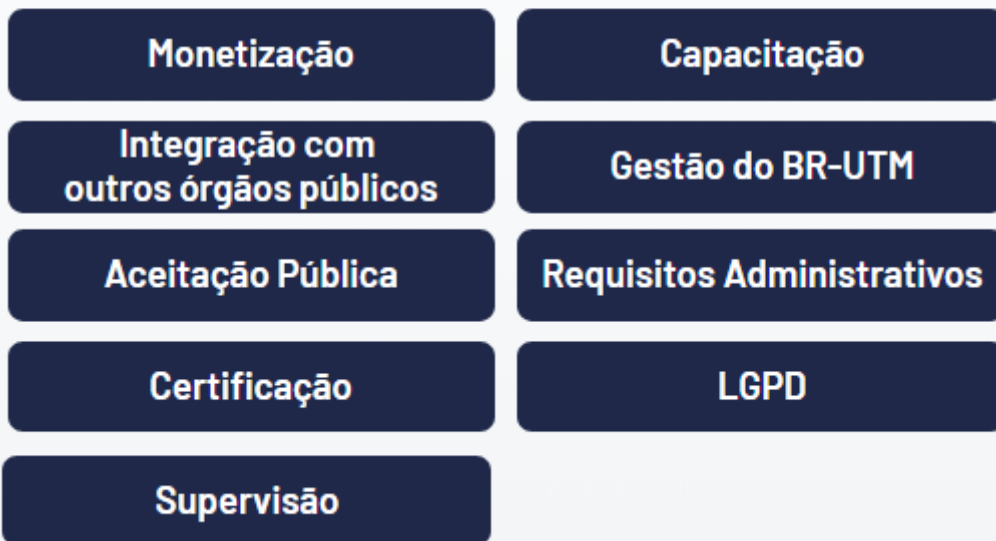 Monetização
Capacitação
Integração com
outros órgãos públicos
Gestão do BR-UTM
Aceitação Pública
Requisitos Administrativos
Certificação
LGPD
Supervisão